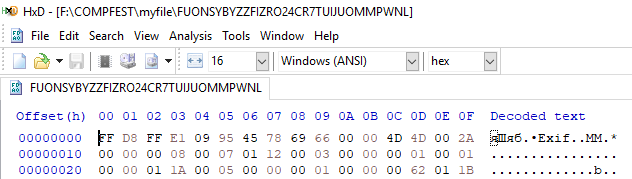 HxD - [F:\COMPFEST\myfile\FUONSYBYZZFIZRO24CR7TUIJUOMMPWNL]
File Edit Search View Analysis Tools Window Help
16 Windows (ANSI) hex
FUONSYBYZZFIZRO24CR7TUIJUOMMPWNL
Offset(h) 00 01 02 03 04 05 06 07 08 09 0A 0B 0C 0D 0E 0F Decoded text
00000000 FF D8 FF E1 09 95 45 78 69 66 00 00 4D 4D 00 2A яШяб.•Exif..MM.*
00000010 00 00 00 08 00 07 01 12 00 03 00 00 00 01 00 01 ................
00000020 00 00 01 1A 00 05 00 00 00 01 00 00 00 62 01 1B .............b..